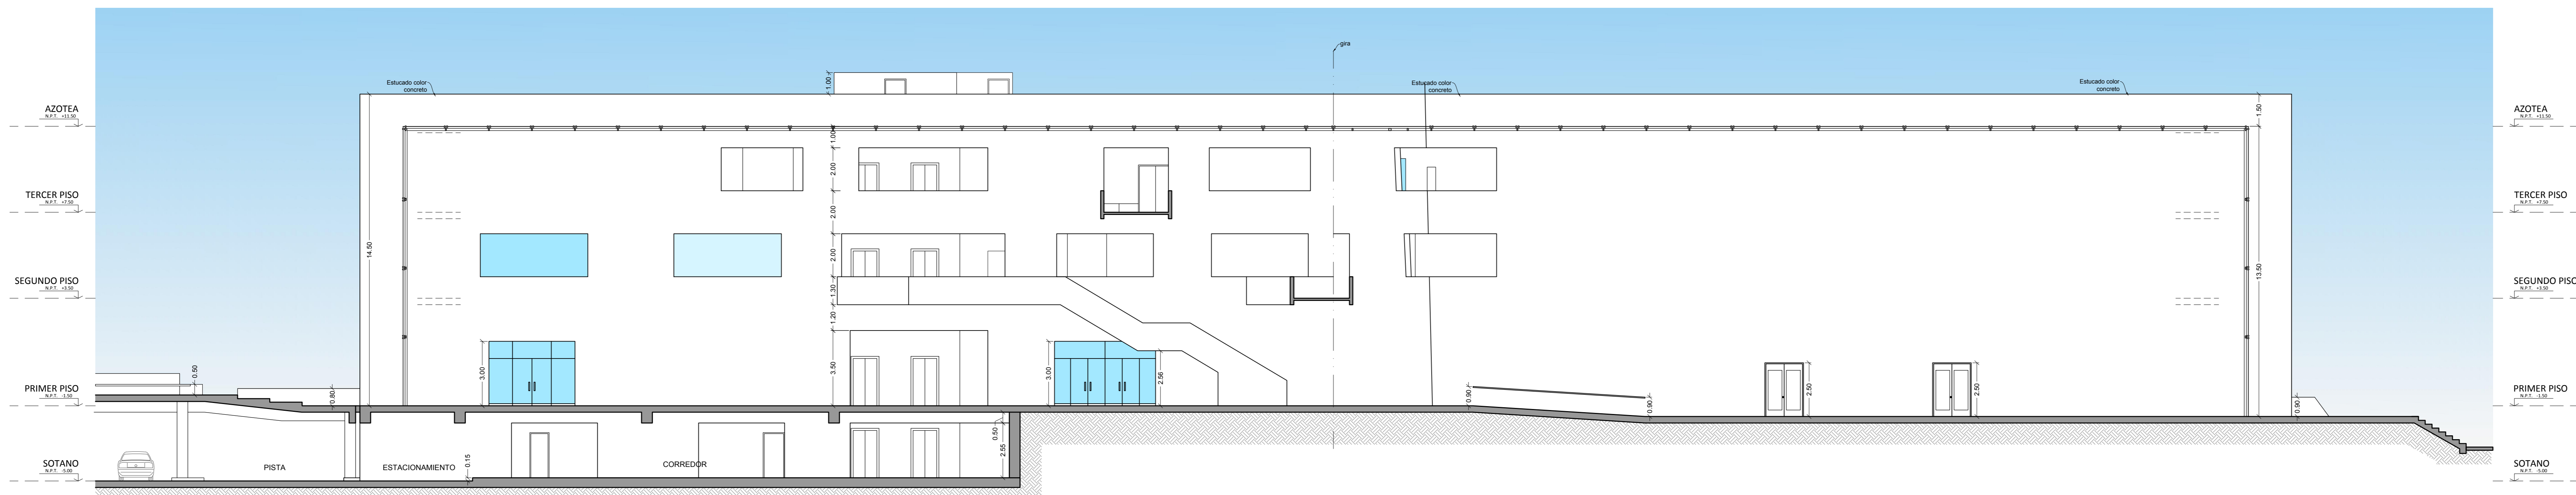 gira
1.00
Estucado color
concreto
Estucado color
concreto
Estucado color
concreto
AZOTEA
N.P.T. +11.50
1.50
AZOTEA
N.P.T. +11.50
1.00
2.00
TERCER PISO
N.P.T. +7.50
2.00
TERCER PISO
N.P.T. +7.50
14.50
2.00
13.50
SEGUNDO PISO
N.P.T. +3.50
1.30
SEGUNDO PISO
N.P.T. +3.50
1.20
0.50
3.00
3.50
3.00
2.56
2.50
2.50
PRIMER PISO
N.P.T. -1.50
0.80
0.90
0.90
0.90
PRIMER PISO
N.P.T. -1.50
0.50
2.55
SOTANO
N.P.T. -5.00
PISTA
ESTACIONAMIENTO
0.15
CORREDOR
SOTANO
N.P.T. -5.00